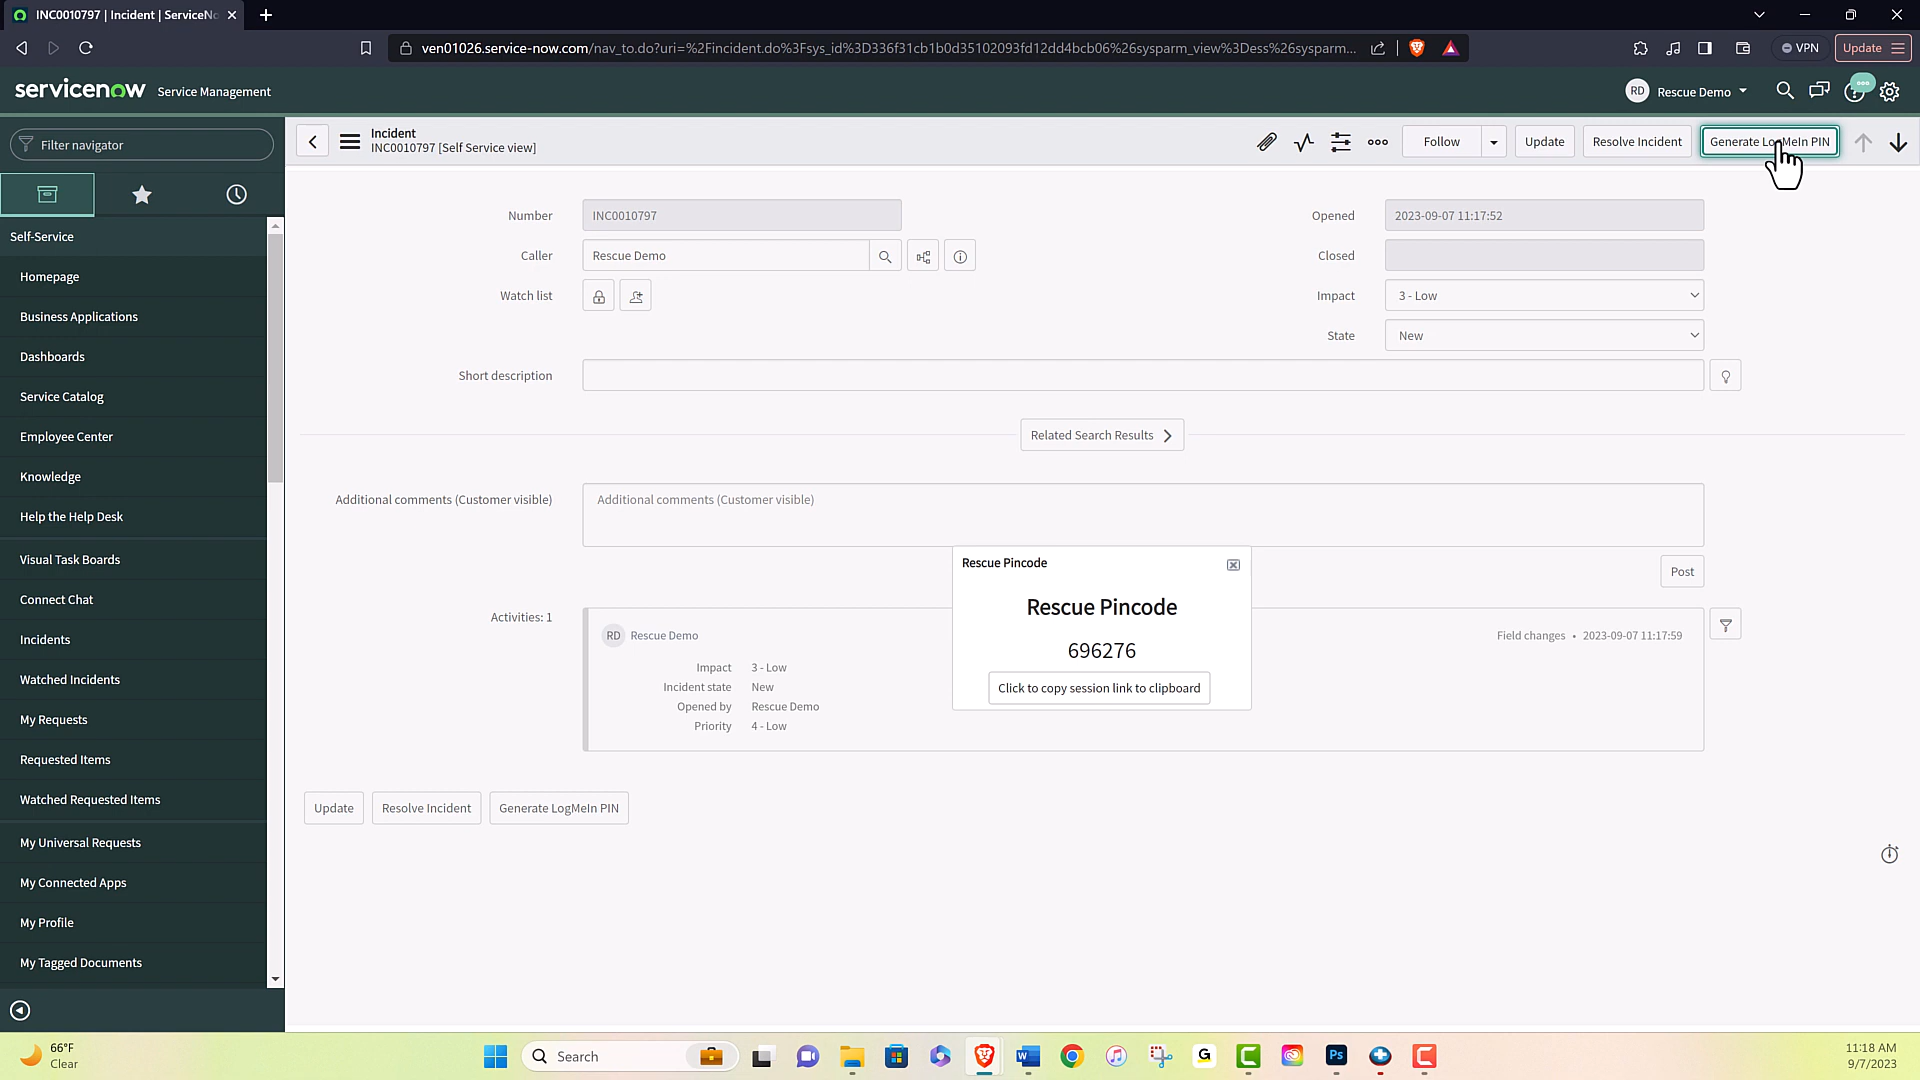 INC0010797 | Incident | ServiceNo
ven01026.service-now.com/nav_to.do?uri=%2Fincident.do%3Fsys_id%3D336f31cb1b0d35102093fd12dd4bcb06%26sysparm_view%3Dess%26sysparm...
VPN
Update
servicenow Service Management
RD Rescue Demo
Filter navigator
Incident
INC0010797 [Self Service view]
Follow
Update
Resolve Incident
Generate LogMeIn PIN
Self-Service
Homepage
Business Applications
Dashboards
Service Catalog
Employee Center
Knowledge
Help the Help Desk
Visual Task Boards
Connect Chat
Incidents
Watched Incidents
My Requests
Requested Items
Watched Requested Items
My Universal Requests
My Connected Apps
My Profile
My Tagged Documents
Number INC0010797
Opened 2023-09-07 11:17:52
Caller Rescue Demo
Closed
Watch list
Impact 3 - Low
State New
Short description
Related Search Results
Additional comments (Customer visible) Additional comments (Customer visible)
Post
Rescue Pincode
Rescue Pincode
696276
Click to copy session link to clipboard
Activities: 1
RD Rescue Demo
Field changes • 2023-09-07 11:17:59
Impact 3 - Low
Incident state New
Opened by Rescue Demo
Priority 4 - Low
Update
Resolve Incident
Generate LogMeIn PIN
66°F
Clear
Search
G
Ps
11:18 AM
9/7/2023